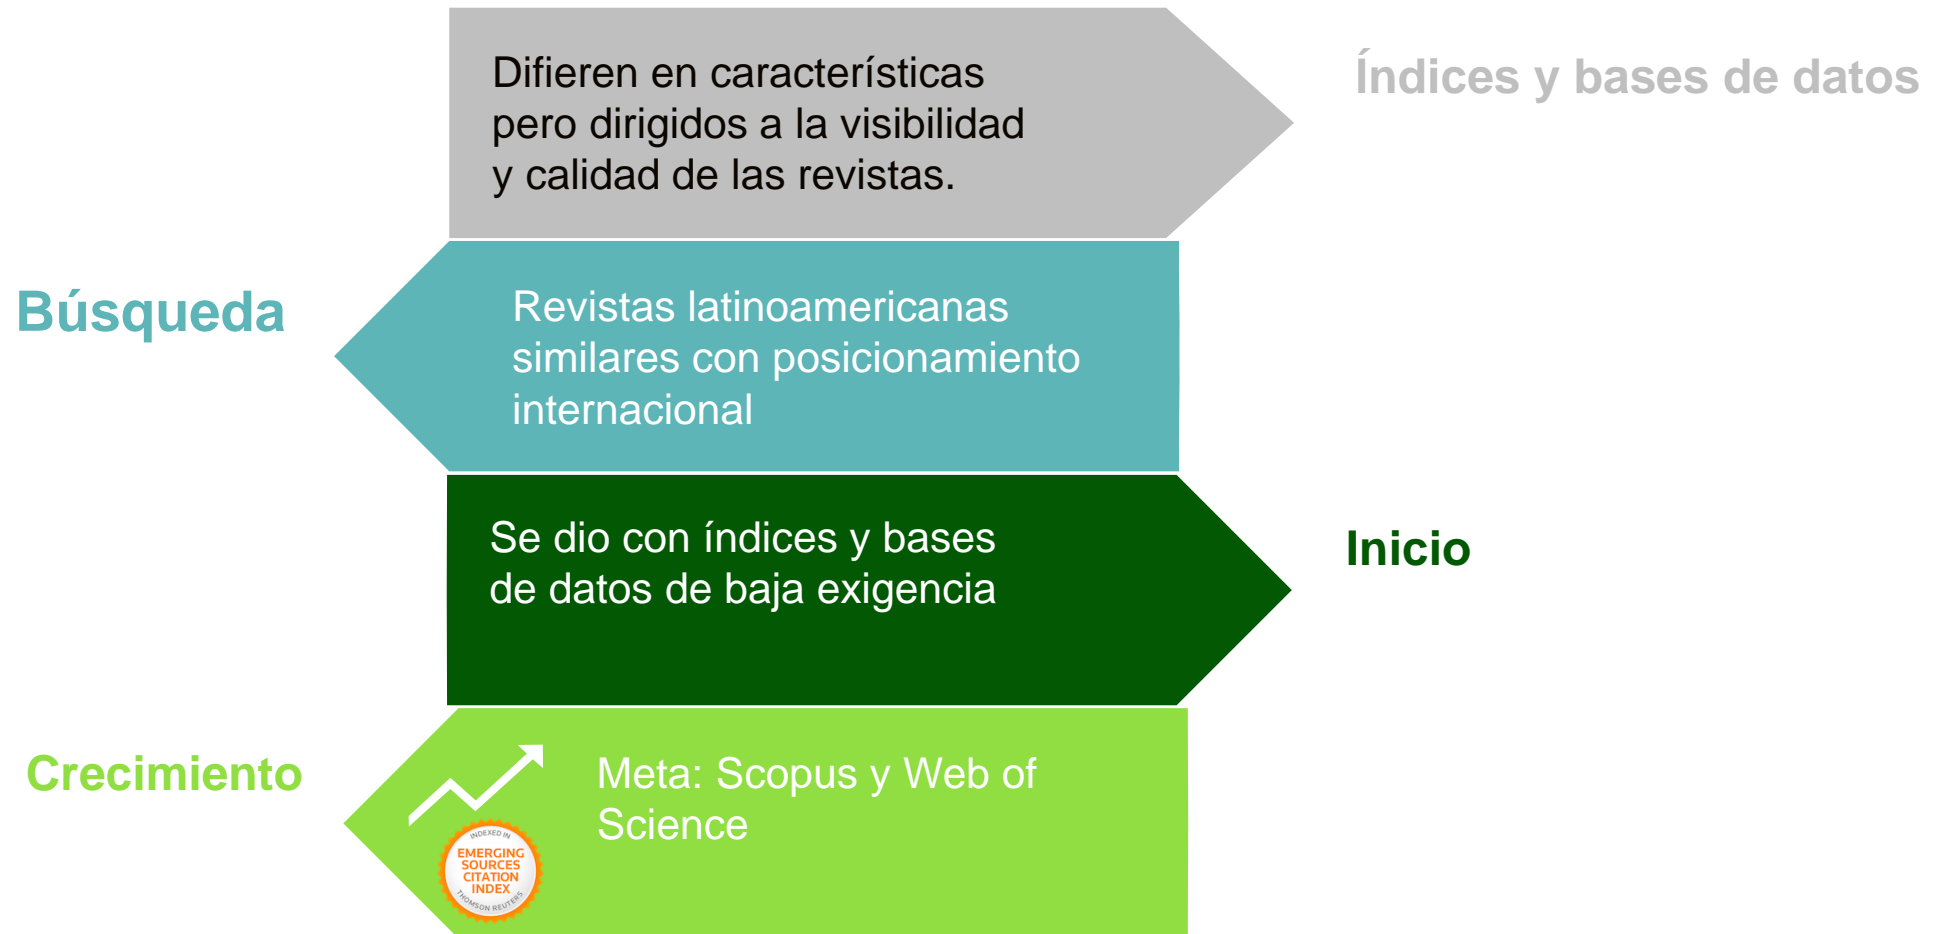 Difieren en características
pero dirigidos a la visibilidad
y calidad de las revistas.
Índices y bases de datos
Búsqueda
Revistas latinoamericanas
similares con posicionamiento
internacional
Se dio con índices y bases
de datos de baja exigencia
Inicio
Crecimiento
Meta: Scopus y Web of
Science
INDEXED IN
EMERGING
SOURCES
CITATION
INDEX
THOMSON REUTERS